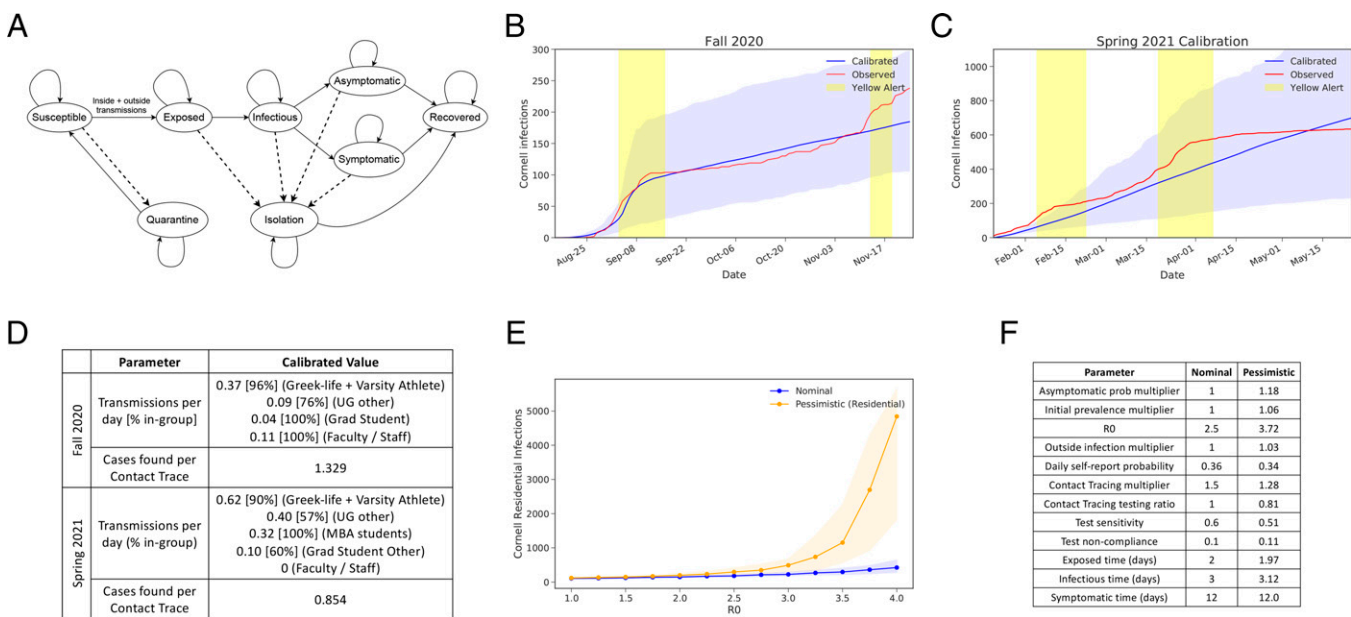 A
Inside + outside
transmissions
Susceptible
Exposed
Infectious
Asymptomatic
Symptomatic
Recovered
Quarantine
Isolation
B
Fall 2020
Calibrated
Observed
Yellow Alert
Cornell Infections
300
250
200
150
100
50
0
Aug-25
Sep-08
Sep-22
Oct-06
Oct-20
Nov-03
Nov-17
Date
C
Spring 2021 Calibration
Calibrated
Observed
Yellow Alert
Cornell Infections
1000
800
600
400
200
0
Feb-01
Feb-15
Mar-01
Mar-15
Apr-01
Apr-15
May-01
May-15
Date
D
Parameter Calibrated Value
Fall 2020
Transmissions per
day [% in-group]
0.37 [96%] (Greek-life + Varsity Athlete)
0.09 [76%] (UG other)
0.04 [100%] (Grad Student)
0.11 [100%] (Faculty / Staff)
Cases found per
Contact Trace
1.329
Spring 2021
Transmissions per
day (% in-group)
0.62 [90%] (Greek-life + Varsity Athlete)
0.40 [57%] (UG other)
0.32 [100%] (MBA students)
0.10 [60%] (Grad Student Other)
0 (Faculty / Staff)
Cases found per
Contact Trace
0.854
E
Nominal
Pessimistic (Residential)
Cornell Residential Infections
5000
4000
3000
2000
1000
0
1.0
1.5
2.0
2.5
3.0
3.5
4.0
R0
F
Parameter Nominal Pessimistic
Asymptomatic prob multiplier 1 1.18
Initial prevalence multiplier 1 1.06
R0 2.5 3.72
Outside infection multiplier 1 1.03
Daily self-report probability 0.36 0.34
Contact Tracing multiplier 1.5 1.28
Contact Tracing testing ratio 1 0.81
Test sensitivity 0.6 0.51
Test non-compliance 0.1 0.11
Exposed time (days) 2 1.97
Infectious time (days) 3 3.12
Symptomatic time (days) 12 12.0